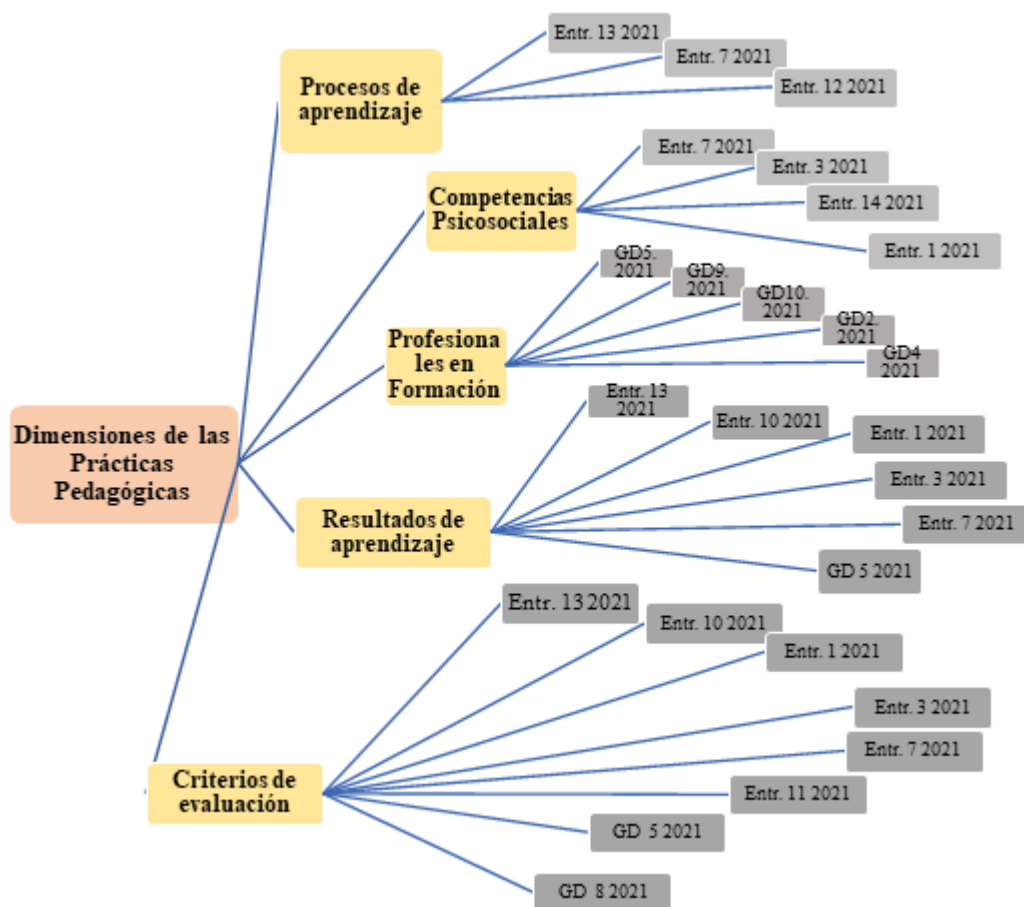 Dimensiones de las
Prácticas
Pedagógicas
Procesos de
aprendizaje
Entr. 13 2021
Entr. 7 2021
Entr. 12 2021
Competencias
Psicosociales
Entr. 7 2021
Entr. 3 2021
Entr. 14 2021
Entr. 1 2021
Profesiona
les en
Formación
GD5.
2021
GD9.
2021
GD10.
2021
GD2.
2021
GD4
2021
Resultados de
aprendizaje
Entr. 13
2021
Entr. 10 2021
Entr. 1 2021
Entr. 3 2021
Entr. 7 2021
GD 5 2021
Criterios de
evaluación
Entr. 13 2021
Entr. 10 2021
Entr. 1 2021
Entr. 3 2021
Entr. 7 2021
Entr. 11 2021
GD 5 2021
GD 8 2021